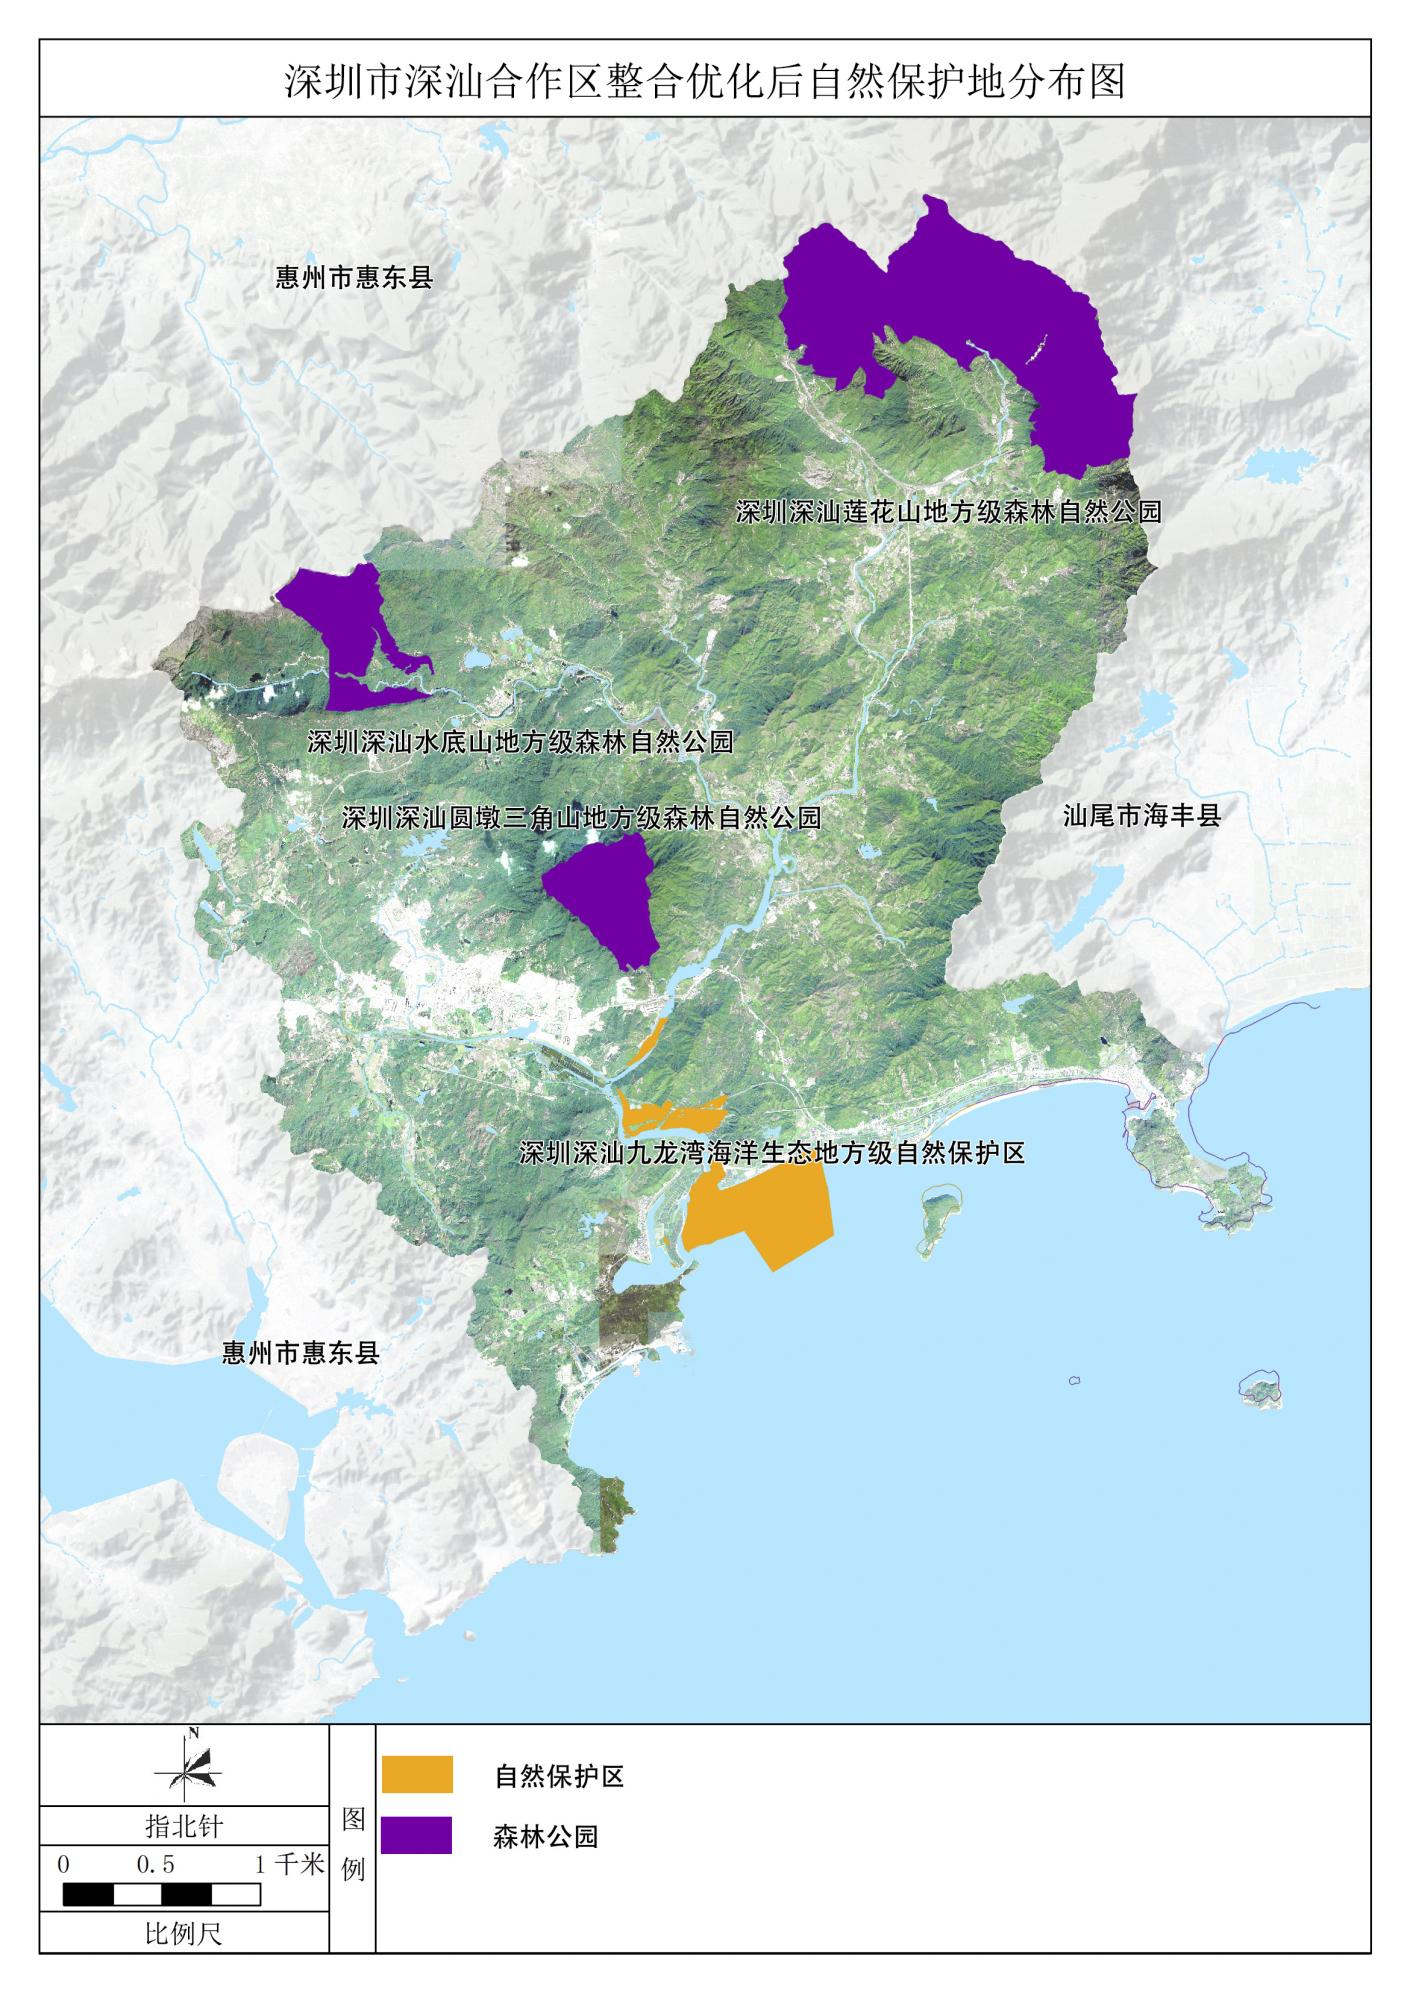 深圳市深汕合作区整合优化后自然保护地分布图
惠州市惠东县
深圳深汕莲花山地方级森林自然公园
深圳深汕水底山地方级森林自然公园
深圳深汕圆墩三角山地方级森林自然公园
汕尾市海丰县
深圳深汕九龙湾海洋生态地方级自然保护区
惠州市惠东县
N
指北针
0 0.5 1 千米
比例尺
图例
自然保护区
森林公园